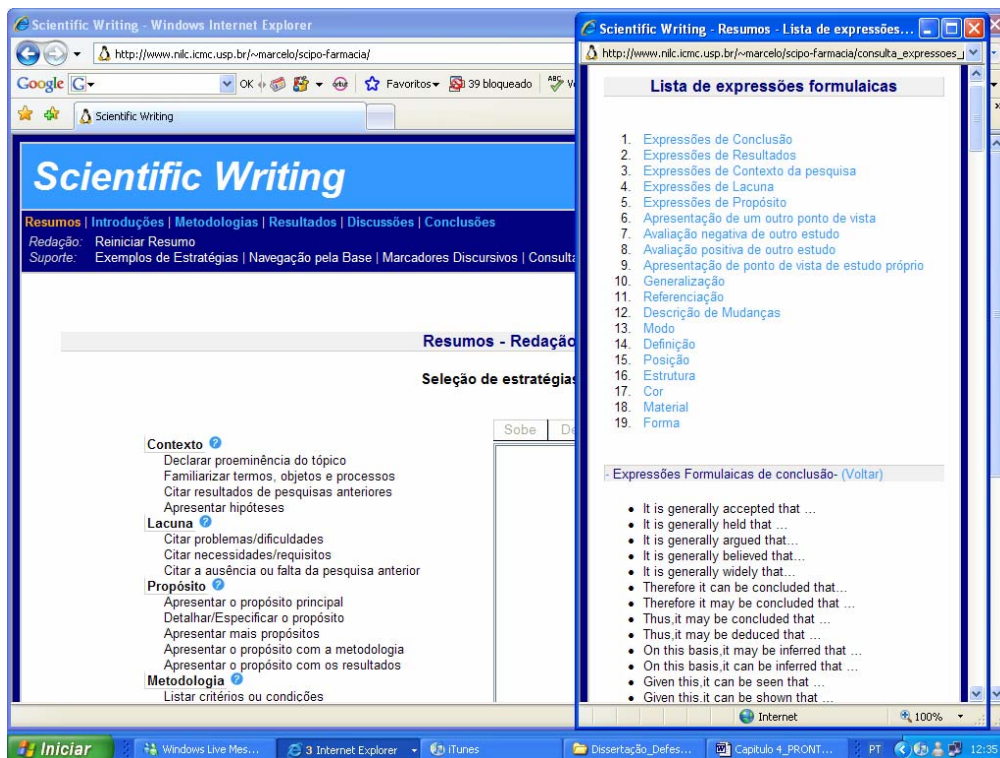 Scientific Writing - Windows Internet Explorer
http://www.nilc.icmc.usp.br/~marcelo/scipo-farmacia/
Google
OK
Favoritos
39 bloqueado
Scientific Writing
Scientific Writing
Resumos | Introduções | Metodologias | Resultados | Discussões | Conclusões
Redação: Reiniciar Resumo
Suporte: Exemplos de Estratégias | Navegação pela Base | Marcadores Discursivos |
Resumos - Redação
Seleção de estratégias
Sobe
Contexto
Declarar proeminência do tópico
Familiarizar termos, objetos e processos
Citar resultados de pesquisas anteriores
Apresentar hipóteses
Lacuna
Citar problemas/dificuldades
Citar necessidades/requisitos
Citar a ausência ou falta da pesquisa anterior
Propósito
Apresentar o propósito principal
Detalhar/Especificar o propósito
Apresentar mais propósitos
Apresentar o propósito com a metodologia
Apresentar o propósito com os resultados
Metodologia
Listar critérios ou condições
Scientific Writing - Resumos - Lista de expressões...
http://www.nilc.icmc.usp.br/~marcelo/scipo-farmacia/consulta_expressoes_
Lista de expressões formulaicas
1. Expressões de Conclusão
2. Expressões de Resultados
3. Expressões de Contexto da pesquisa
4. Expressões de Lacuna
5. Expressões de Propósito
6. Apresentação de um outro ponto de vista
7. Avaliação negativa de outro estudo
8. Avaliação positiva de outro estudo
9. Apresentação de ponto de vista de estudo próprio
10. Generalização
11. Referenciação
12. Descrição de Mudanças
13. Modo
14. Definição
15. Posição
16. Estrutura
17. Cor
18. Material
19. Forma
- Expressões Formulaicas de conclusão- (Voltar)
• It is generally accepted that ...
• It is generally held that ...
• It is generally argued that...
• It is generally believed that...
• It is generally widely that...
• Therefore it can be concluded that...
• Therefore it may be concluded that ...
• Thus,it may be concluded that ...
• Thus,it may be deduced that ...
• On this basis,it may be inferred that ...
• On this basis,it can be inferred that ...
• Given this,it can be seen that ...
• Given this,it can be shown that ...
Internet
100%
Iniciar
Windows Live Mes...
3 Internet Explorer
iTunes
Dissertação_Defes...
Capitulo 4_PRONT...
PT
12:35